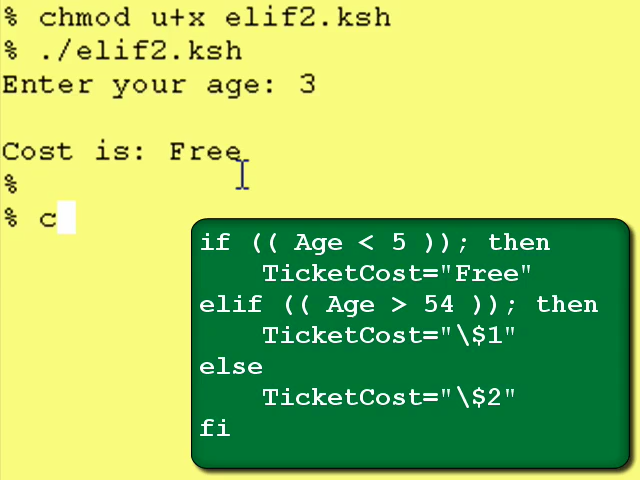 % chmod u+x elif2.ksh
% ./elif2.ksh
Enter your age: 3
Cost is: Free
%
% c
if (( Age < 5 )); then
    TicketCost="Free"
elif (( Age > 54 )); then
    TicketCost="\$1"
else
    TicketCost="\$2"
fi